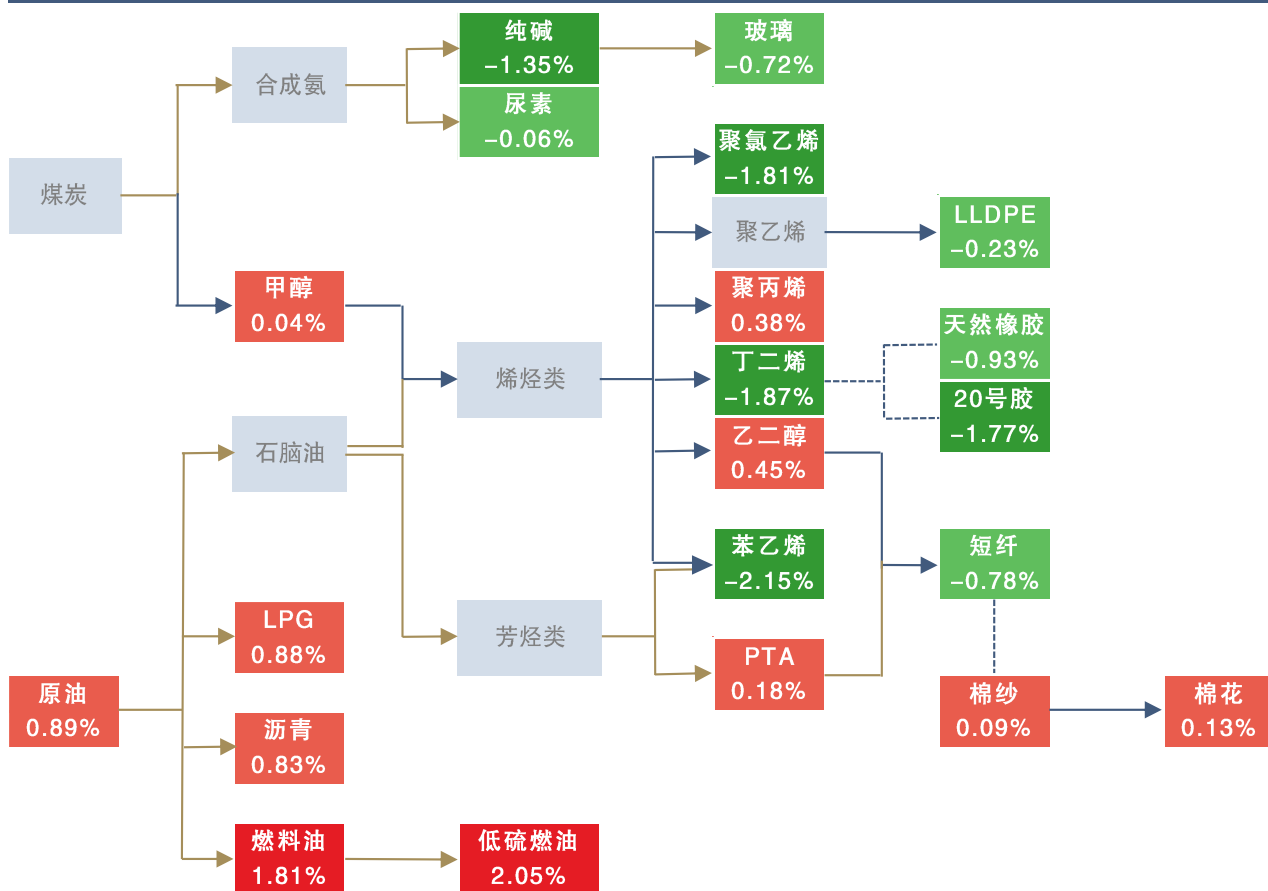 纯碱
-1.35%
玻璃
-0.72%
合成氨
尿素
-0.06%
聚氯乙烯
-1.81%
煤炭
聚乙烯
LLDPE
-0.23%
甲醇
0.04%
聚丙烯
0.38%
天然橡胶
-0.93%
烯烃类
丁二烯
-1.87%
20号胶
-1.77%
石脑油
乙二醇
0.45%
苯乙烯
-2.15%
短纤
-0.78%
LPG
0.88%
芳烃类
PTA
0.18%
原油
0.89%
棉纱
0.09%
棉花
0.13%
沥青
0.83%
燃料油
1.81%
低硫燃油
2.05%